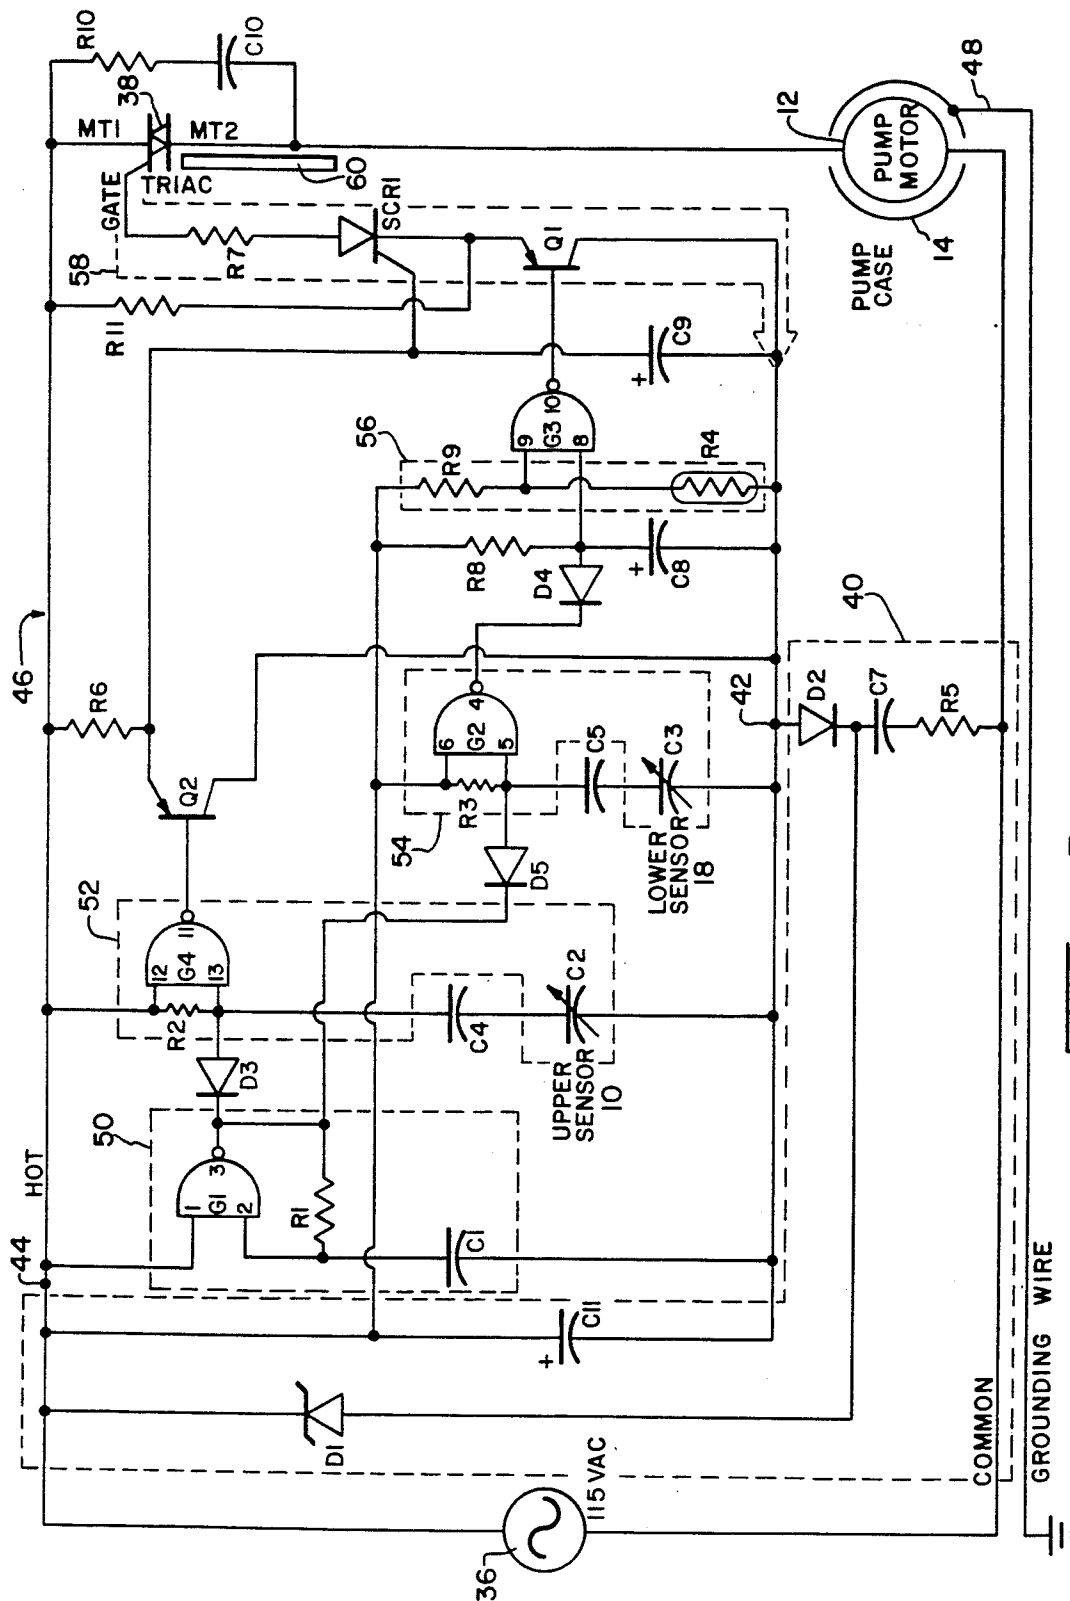 46
HOT
44
R6
R11
58
GATE
MT1
38
R10
C10
MT2
TRIAC
60
R7
SCR1
Q1
Q2
52
12
11
G4
13
R2
D3
50
1
3
G1
2
R1
C1
C4
C2
UPPER
SENSOR
10
D5
54
R3
6
4
G2
5
C5
C3
LOWER
SENSOR
18
D4
R8
+
C8
56
R9
R4
9
10
G3
8
+
C9
+
C11
D1
42
D2
C7
R5
40
36
115 VAC
COMMON
GROUNDING WIRE
12
PUMP
MOTOR
14
PUMP
CASE
48